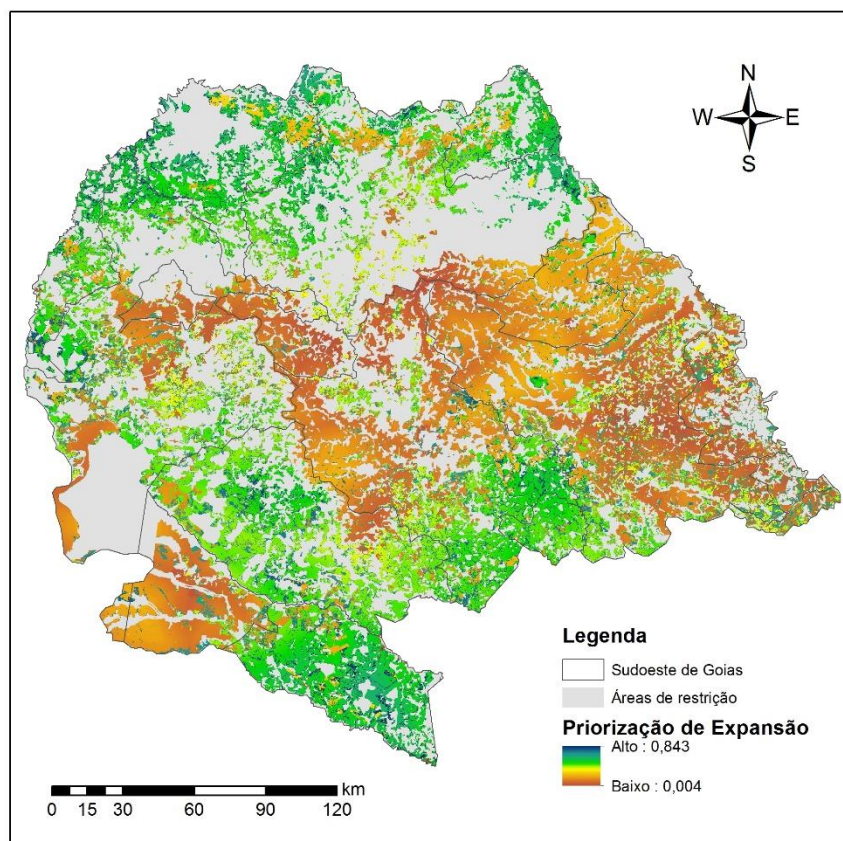 N
W E
S
Legenda
Sudoeste de Goias
Áreas de restrição
Priorização de Expansão
Alto : 0,843
Baixo : 0,004
km
0 15 30 60 90 120